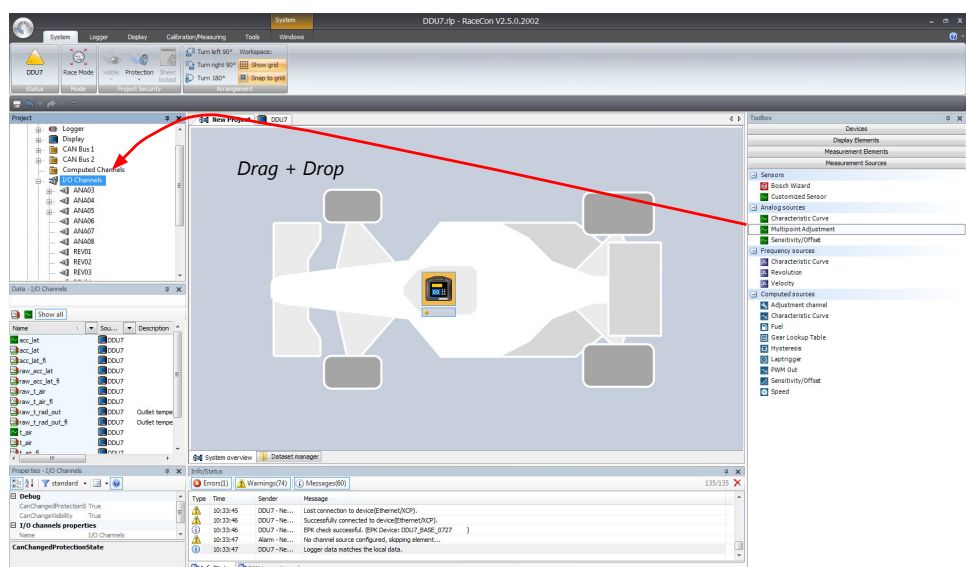 System
DDU7.rlp - RaceCon V2.5.0.2002
System Logger Display Calibration/Measuring Tools Windows
DDU7
Status
Race Mode
Mode
visible Protection Sheet locked
Project Security
Turn left 90°
Turn right 90°
Turn 180°
Workspace:
Show grid
Snap to grid
Arrangement
Project
Logger
Display
CAN Bus 1
CAN Bus 2
Computed Channels
I/O Channels
ANA03
ANA04
ANA05
ANA06
ANA07
ANA08
REV01
REV02
REV03
New Project DDU7
Drag + Drop
System overview Dataset manager
Data - I/O Channels
Show all
Name Sou... Description
acc_lat DDU7
acc_lat DDU7
acc_lat_fi DDU7
raw_acc_lat DDU7
raw_acc_lat_fi DDU7
raw_t_air DDU7
raw_t_air_fi DDU7
raw_t_rad_out DDU7 Outlet tempe
raw_t_rad_out_fi DDU7 Outlet tempe
t_air DDU7
t_air DDU7
t_air_fi DDU7
Properties - I/O Channels
standard
Debug
CanChangedProtectionS True
CanChangeVisibility True
I/O channels properties
Name I/O Channels
CanChangedProtectionState
Info/Status
Errors(1) Warnings(74) Messages(60) 135/135
Type Time Sender Message
10:33:45 DDU7 - Ne... Lost connection to device(Ethernet/XCP).
10:33:46 DDU7 - Ne... Successfully connected to device(Ethernet/XCP).
10:33:46 DDU7 - Ne... EPK check successful. (EPK Device: DDU7_BASE_0727 )
10:33:47 Alarm - Ne... No channel source configured, skipping element...
10:33:47 DDU7 - Ne... Logger data matches the local data.
Toolbox
Devices
Display Elements
Measurement Elements
Measurement Sources
Sensors
Bosch Wizard
Customized Sensor
Analog sources
Characteristic Curve
Multipoint Adjustment
Sensitivity/Offset
Frequency sources
Characteristic Curve
Revolution
Velocity
Computed sources
Adjustment channel
Characteristic Curve
Fuel
Gear Lookup Table
Hysteresis
Laptrigger
PWM Out
Sensitivity/Offset
Speed